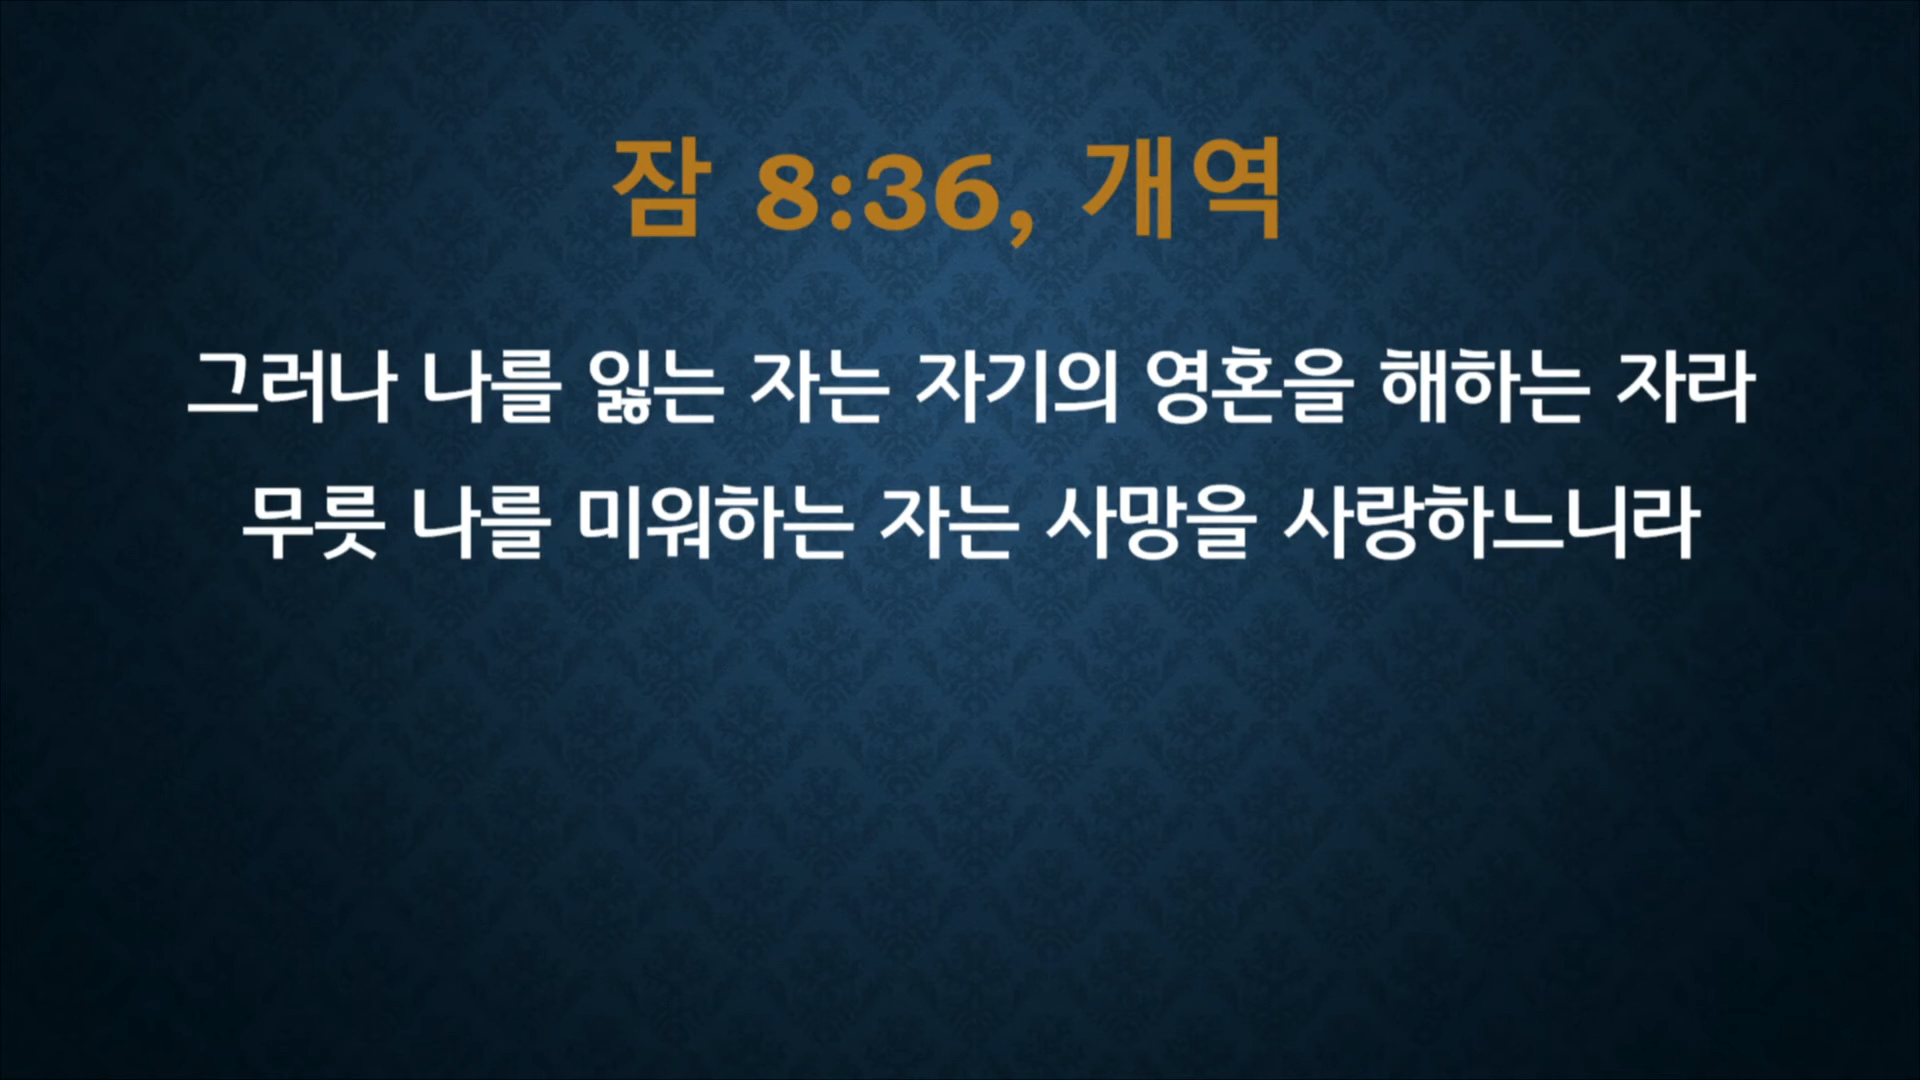 잠 8:36, 개역
그러나 나를 잃는 자는 자기의 영혼을 해하는 자라
무릇 나를 미워하는 자는 사망을 사랑하느니라